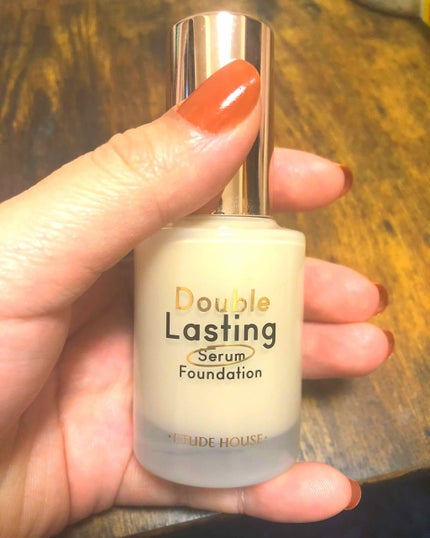 Double
Lasting
Serum
Foundation
·ETUDE HOUSE·